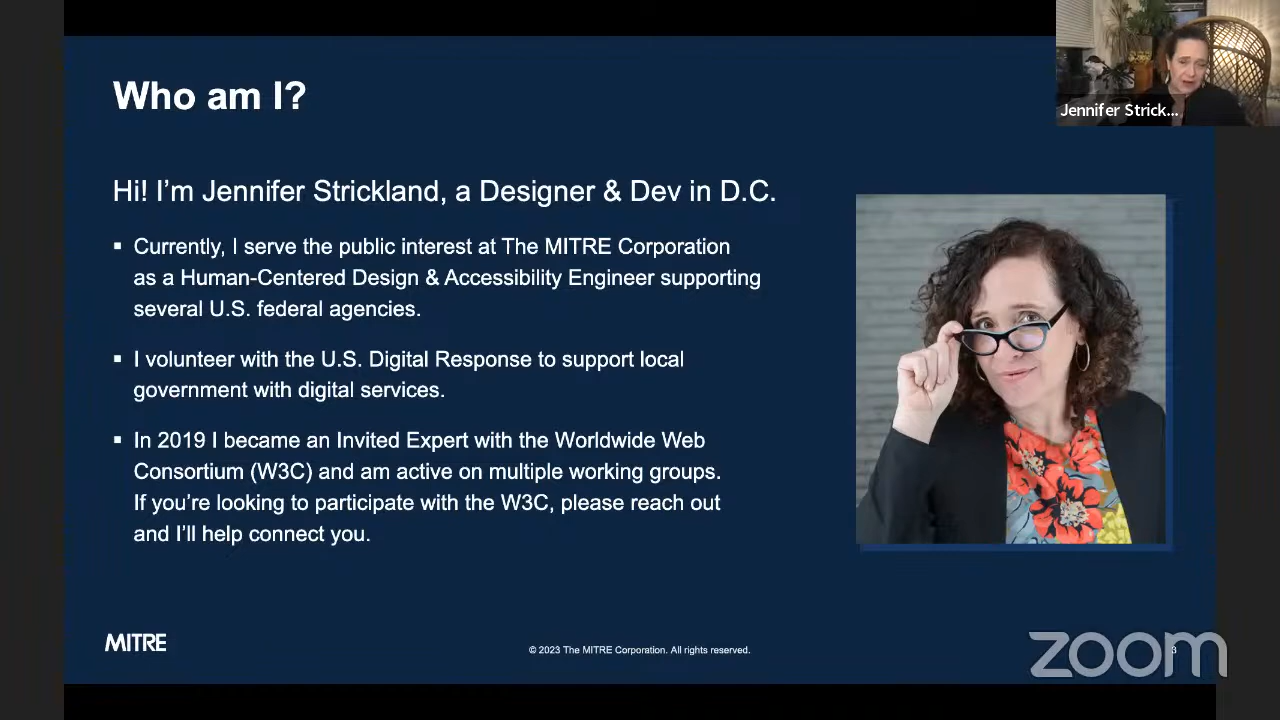 Who am I?
Jennifer Strick...
Hi! I'm Jennifer Strickland, a Designer & Dev in D.C.
▪ Currently, I serve the public interest at The MITRE Corporation
as a Human-Centered Design & Accessibility Engineer supporting
several U.S. federal agencies.
▪ I volunteer with the U.S. Digital Response to support local
government with digital services.
▪ In 2019 I became an Invited Expert with the Worldwide Web
Consortium (W3C) and am active on multiple working groups.
If you're looking to participate with the W3C, please reach out
and I'll help connect you.
MITRE
© 2023 The MITRE Corporation. All rights reserved.
3
zoom